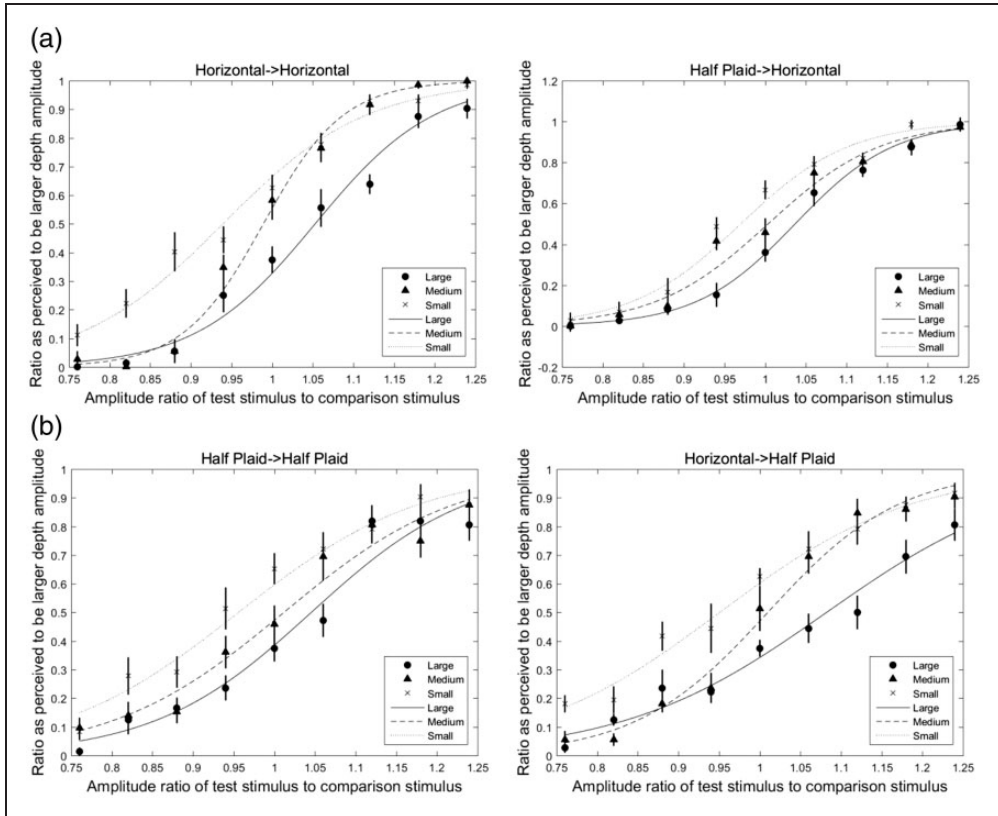 (a)
Horizontal->Horizontal
Ratio as perceived to be larger depth amplitude
1
0.9
0.8
0.7
0.6
0.5
0.4
0.3
0.2
0.1
0
0.75 0.8 0.85 0.9 0.95 1 1.05 1.1 1.15 1.2 1.25
Amplitude ratio of test stimulus to comparison stimulus
Large
Medium
Small
Large
Medium
Small
Half Plaid->Horizontal
Ratio as perceived to be larger depth amplitude
1.2
1
0.8
0.6
0.4
0.2
0
-0.2
0.75 0.8 0.85 0.9 0.95 1 1.05 1.1 1.15 1.2 1.25
Amplitude ratio of test stimulus to comparison stimulus
Large
Medium
Small
Large
Medium
Small
(b)
Half Plaid->Half Plaid
Ratio as perceived to be larger depth amplitude
1
0.9
0.8
0.7
0.6
0.5
0.4
0.3
0.2
0.1
0
0.75 0.8 0.85 0.9 0.95 1 1.05 1.1 1.15 1.2 1.25
Amplitude ratio of test stimulus to comparison stimulus
Large
Medium
Small
Large
Medium
Small
Horizontal->Half Plaid
Ratio as perceived to be larger depth amplitude
1
0.9
0.8
0.7
0.6
0.5
0.4
0.3
0.2
0.1
0
0.75 0.8 0.85 0.9 0.95 1 1.05 1.1 1.15 1.2 1.25
Amplitude ratio of test stimulus to comparison stimulus
Large
Medium
Small
Large
Medium
Small